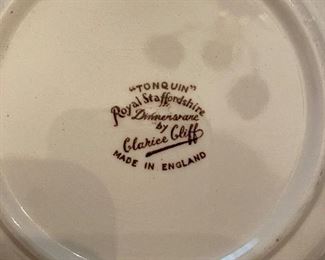 "TONQUIN"
Royal Staffordshire
Dinnerware
by
Clarice Cliff
MADE IN ENGLAND